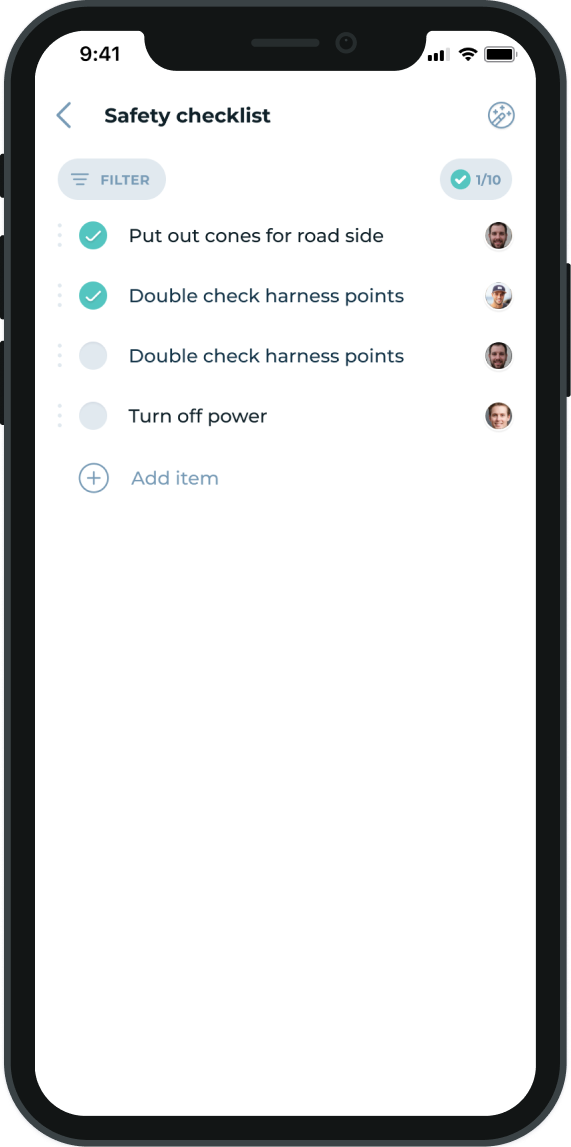 9:41
Safety checklist
FILTER
1/10
Put out cones for road side
Double check harness points
Double check harness points
Turn off power
Add item